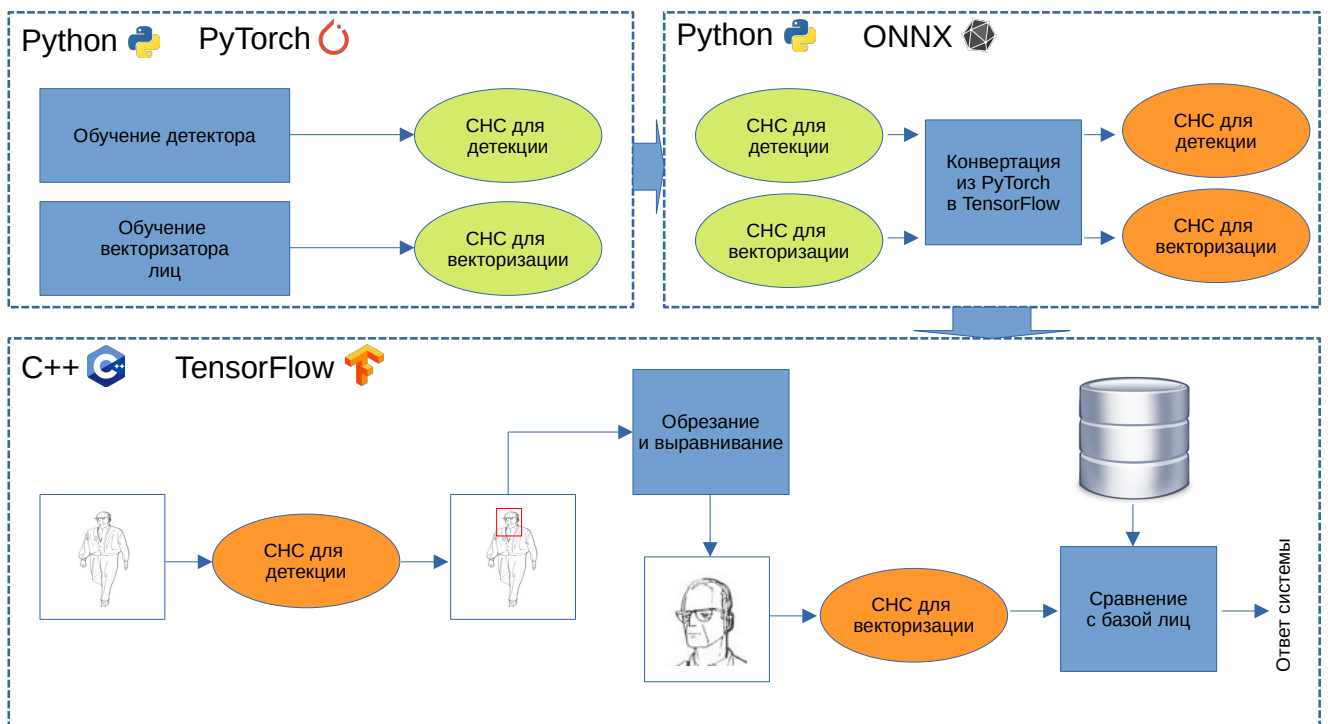 Python PyTorch
Обучение детектора
СНС для
детекции
Обучение
векторизатора
лиц
СНС для
векторизации
Python ONNX
СНС для
детекции
СНС для
векторизации
Конвертация
из PyTorch
в TensorFlow
СНС для
детекции
СНС для
векторизации
C++ TensorFlow
СНС для
детекции
Обрезание
и выравнивание
СНС для
векторизации
Сравнение
с базой лиц
Ответ системы